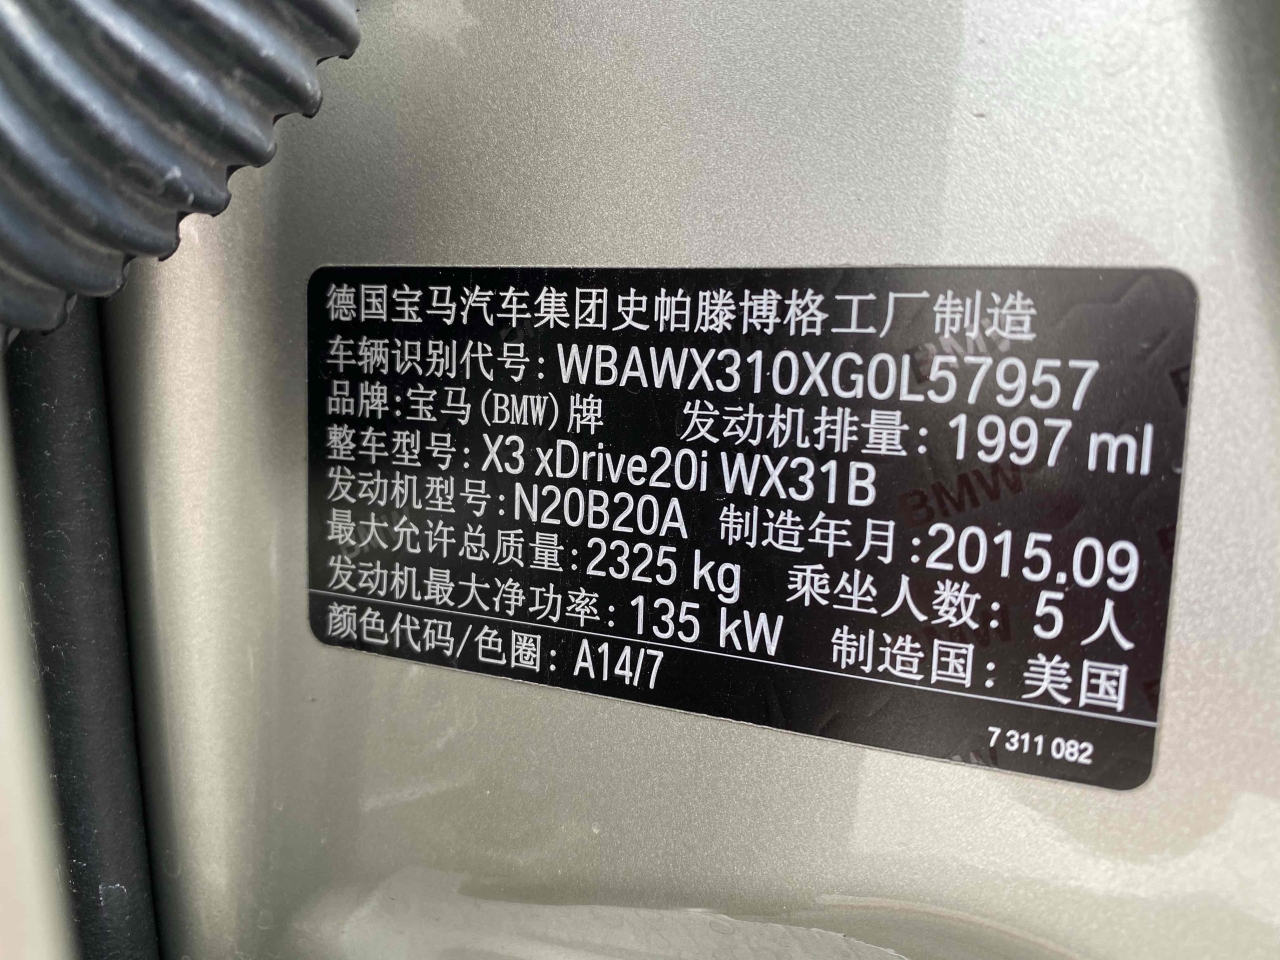 德国宝马汽车集团史帕滕博格工厂制造
车辆识别代号: WBAWX310XG0L57957
品牌: 宝马(BMW)牌 发动机排量: 1997 ml
整车型号: X3 xDrive20i WX31B
发动机型号: N20B20A 制造年月: 2015.09
最大允许总质量: 2325 kg 乘坐人数: 5 人
发动机最大净功率: 135 kW 制造国: 美国
颜色代码/色圈: A14/7
7 311 082